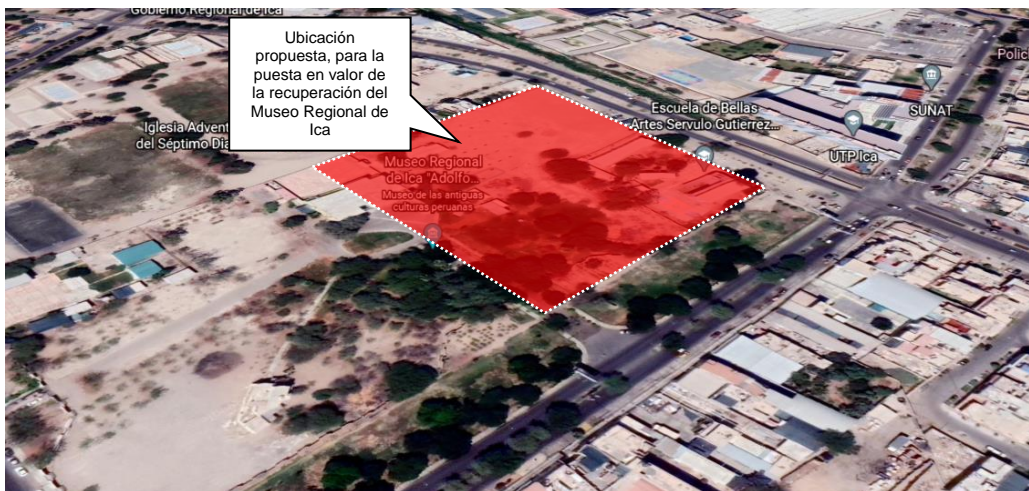 Gobierno Regional de Ica
Ubicación
propuesta, para la
puesta en valor de
la recuperación del
Museo Regional de
Ica
Iglesia Advent
del Séptimo Día
Museo Regional
de Ica "Adolfo...
Museo de las antiguas
culturas peruanas
Escuela de Bellas
Artes Servulo Gutierrez...
UTP Ica
SUNAT
Polic